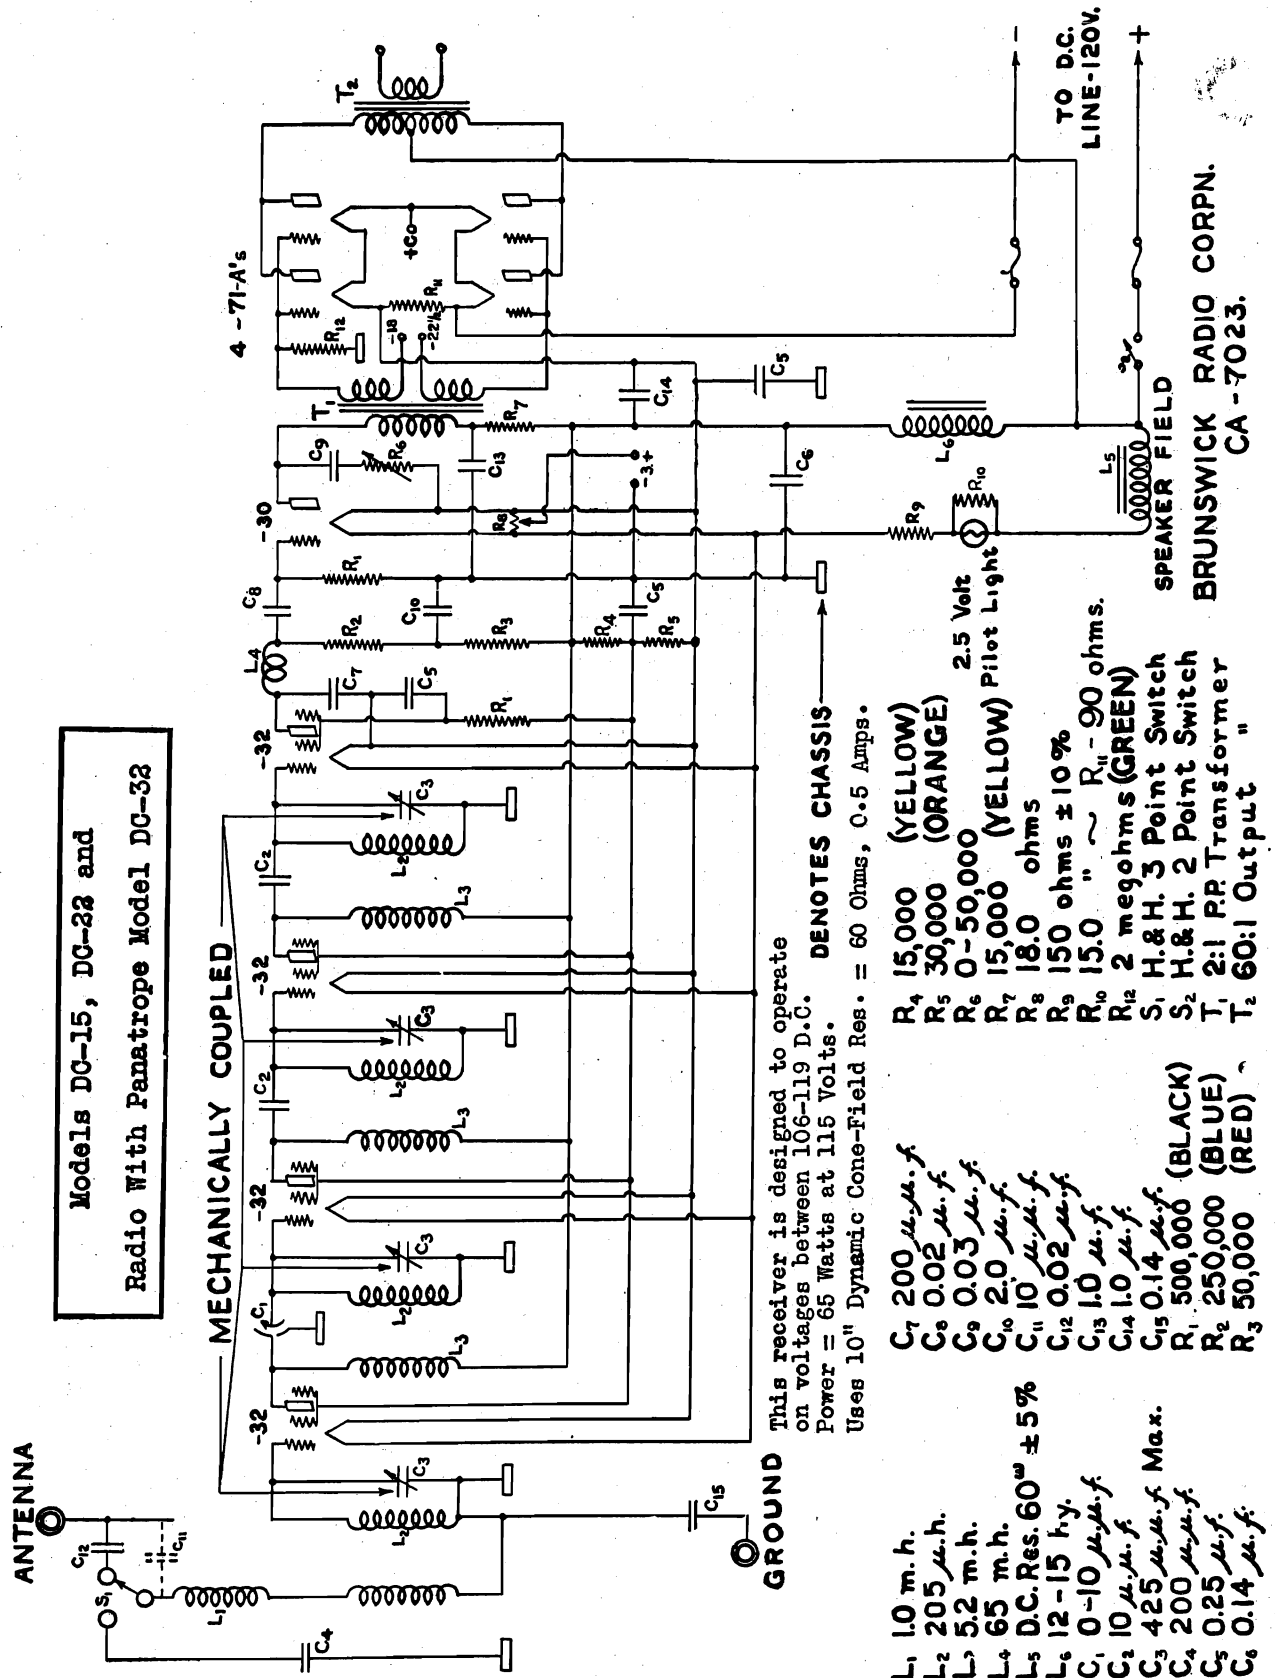 Models DC-15, DC-22 and
Radio With Panatrope Model DC-32
ANTENNA
MECHANICALLY COUPLED
C12
C11
S1
L1
C4
L2
C3
-32
L3
C1
L2
C3
-32
L3
C2
L2
C3
-32
L3
C2
L2
C3
-32
C7
C5
R1
L4
C8
R2
C10
R3
R4
R5
C5
R1
-30
C9
R6
R8
C13
R7
T1
-3+
C14
C6
C5
4-71-A's
R12
-18
-22½
R11
+C
T2
C15
GROUND
R9
R10
2.5 Volt
Pilot Light
L6
L5
SPEAKER FIELD
-
TO D.C.
LINE-120V.
+
This receiver is designed to operate
on voltages between 106-119 D.C.
Power = 65 Watts at 115 Volts.
DENOTES CHASSIS
Uses 10" Dynamic Cone-Field Res. = 60 Ohms, 0.5 Amps.
L1 1.0 m.h.
L2 205 µ.h.
L, 5.2 m.h.
L4 65 m.h.
L5 D.C. Res. 60ω ±5%
L6 12-15 hy.
C1 0-10 µ.µ.f.
C2 10 µ.µ.f.
C3 425 µ.µ.f. Max.
C4 200 µ.µ.f.
C5 0.25 µ.f.
C6 0.14 µ.f.
C7 200 µ.µ.f.
C8 0.02 µ.f.
C9 0.03 µ.f.
C10 2.0 µ.f.
C11 10 µ.µ.f.
C12 0.02 µ.f.
C13 1.0 µ.f.
C14 1.0 µ.f.
C15 0.14 µ.f.
R1 500,000 (BLACK)
R2 250,000 (BLUE)
R3 50,000 (RED)
R4 15,000 (YELLOW)
R5 30,000 (ORANGE)
R6 0-50,000
R7 15,000 (YELLOW)
R8 18.0 ohms
R9 150 ohms ±10%
R10 15.0 " ~ R11-90 ohms.
R12 2 megohms (GREEN)
S1 H.&H. 3 Point Switch
S2 H.&H. 2 Point Switch
T1 2:1 P.P. Transformer
T2 60:1 Output "
BRUNSWICK RADIO CORPN.
CA-7023.